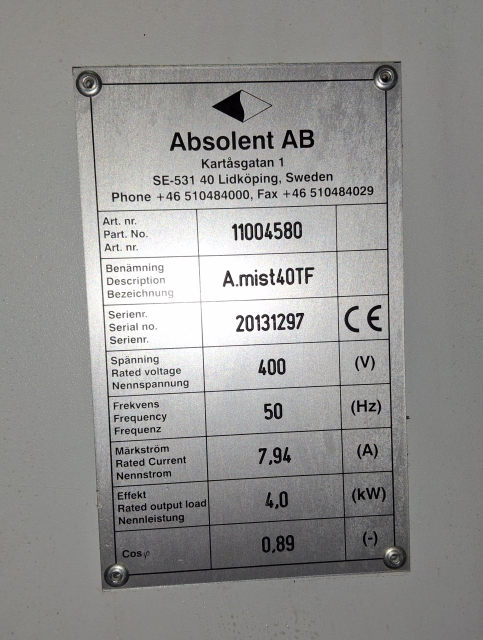 Absolent AB
Kartåsgatan 1
SE-531 40 Lidköping, Sweden
Phone +46 510484000, Fax +46 510484029
Art. nr.
Part. No.
Art. nr.
11004580
Benämning
Description
Bezeichnung
A.mist40TF
Serienr.
Serial no.
Serienr.
20131297
CE
Spänning
Rated voltage
Nennspannung
400
(V)
Frekvens
Frequency
Frequenz
50
(Hz)
Märkström
Rated Current
Nennstrom
7,94
(A)
Effekt
Rated output load
Nennleistung
4,0
(kW)
Cosφ
0,89
(-)